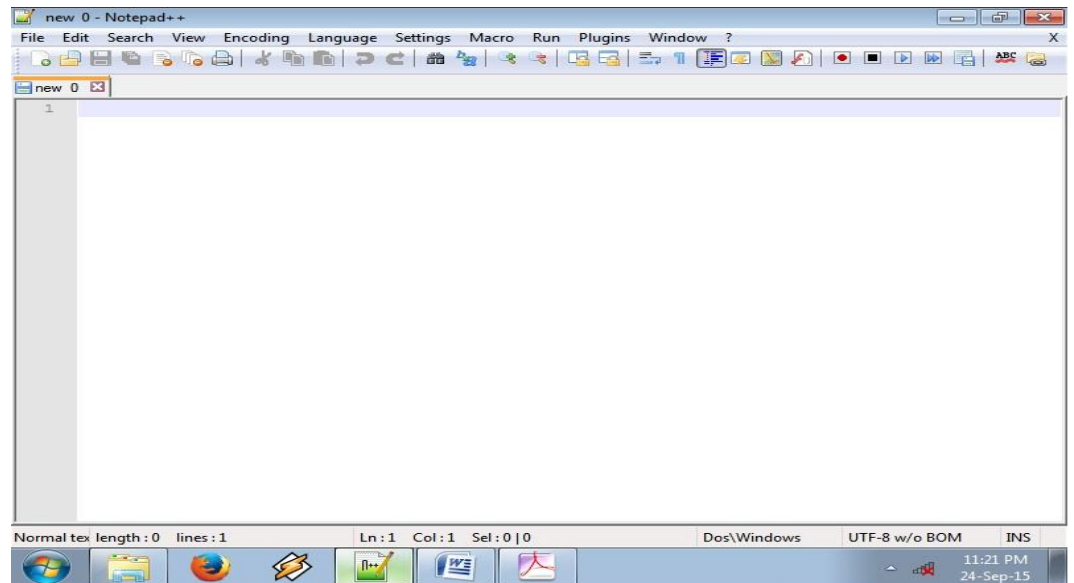 new 0 - Notepad++
File Edit Search View Encoding Language Settings Macro Run Plugins Window ? X
ABC
new 0
1
Normal tex length : 0 lines : 1 Ln : 1 Col : 1 Sel : 0 | 0 Dos\Windows UTF-8 w/o BOM INS
11:21 PM
24-Sep-15